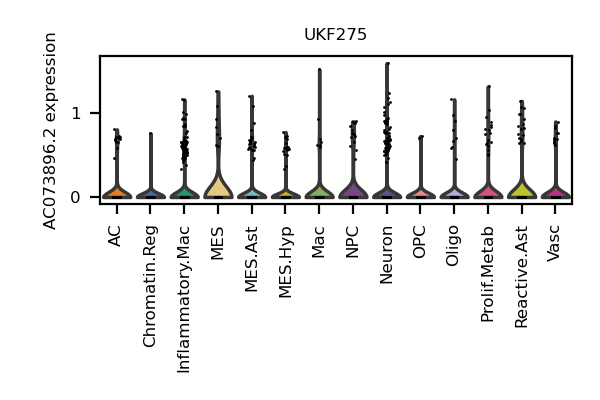 UKF275
AC073896.2 expression
1
0
AC
Chromatin.Reg
Inflammatory.Mac
MES
MES.Ast
MES.Hyp
Mac
NPC
Neuron
OPC
Oligo
Prolif.Metab
Reactive.Ast
Vasc